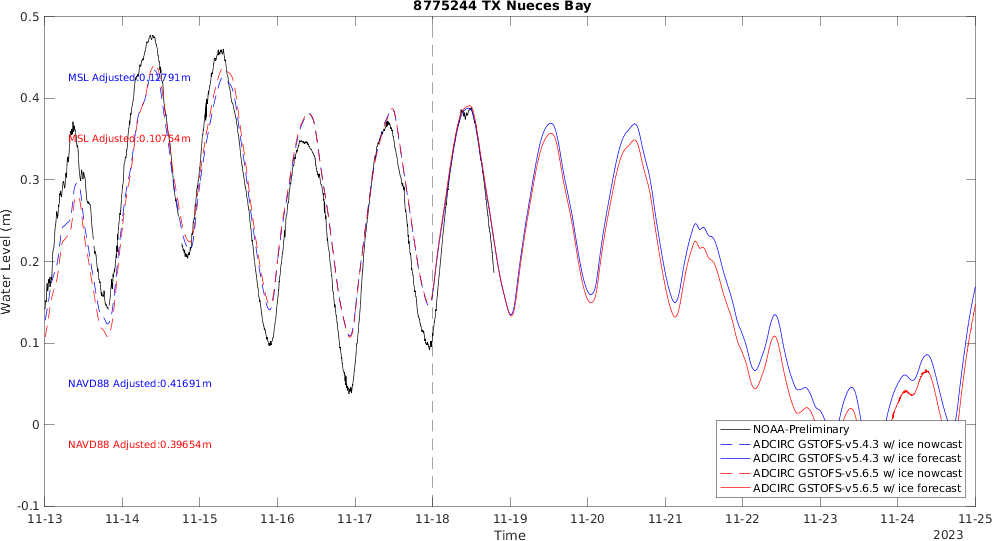 8775244 TX Nueces Bay
0.5
0.4
0.3
0.2
0.1
0
-0.1
Water Level (m)
MSL Adjusted:0.12791m
MSL Adjusted:0.10754m
NAVD88 Adjusted:0.41691m
NAVD88 Adjusted:0.39654m
NOAA-Preliminary
ADCIRC GSTOFS-v5.4.3 w/ ice nowcast
ADCIRC GSTOFS-v5.4.3 w/ ice forecast
ADCIRC GSTOFS-v5.6.5 w/ ice nowcast
ADCIRC GSTOFS-v5.6.5 w/ ice forecast
11-13 11-14 11-15 11-16 11-17 11-18 11-19 11-20 11-21 11-22 11-23 11-24 11-25
Time
2023